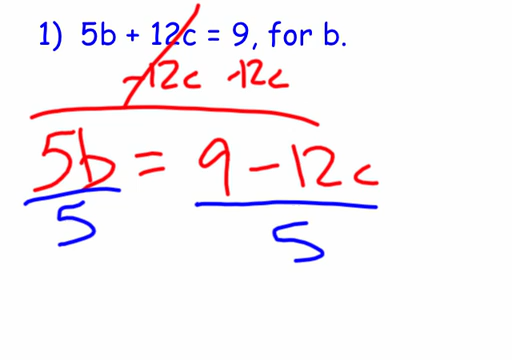 1) 5b + 12c = 9, for b.
-12c -12c
5b = 9 - 12c
5 5